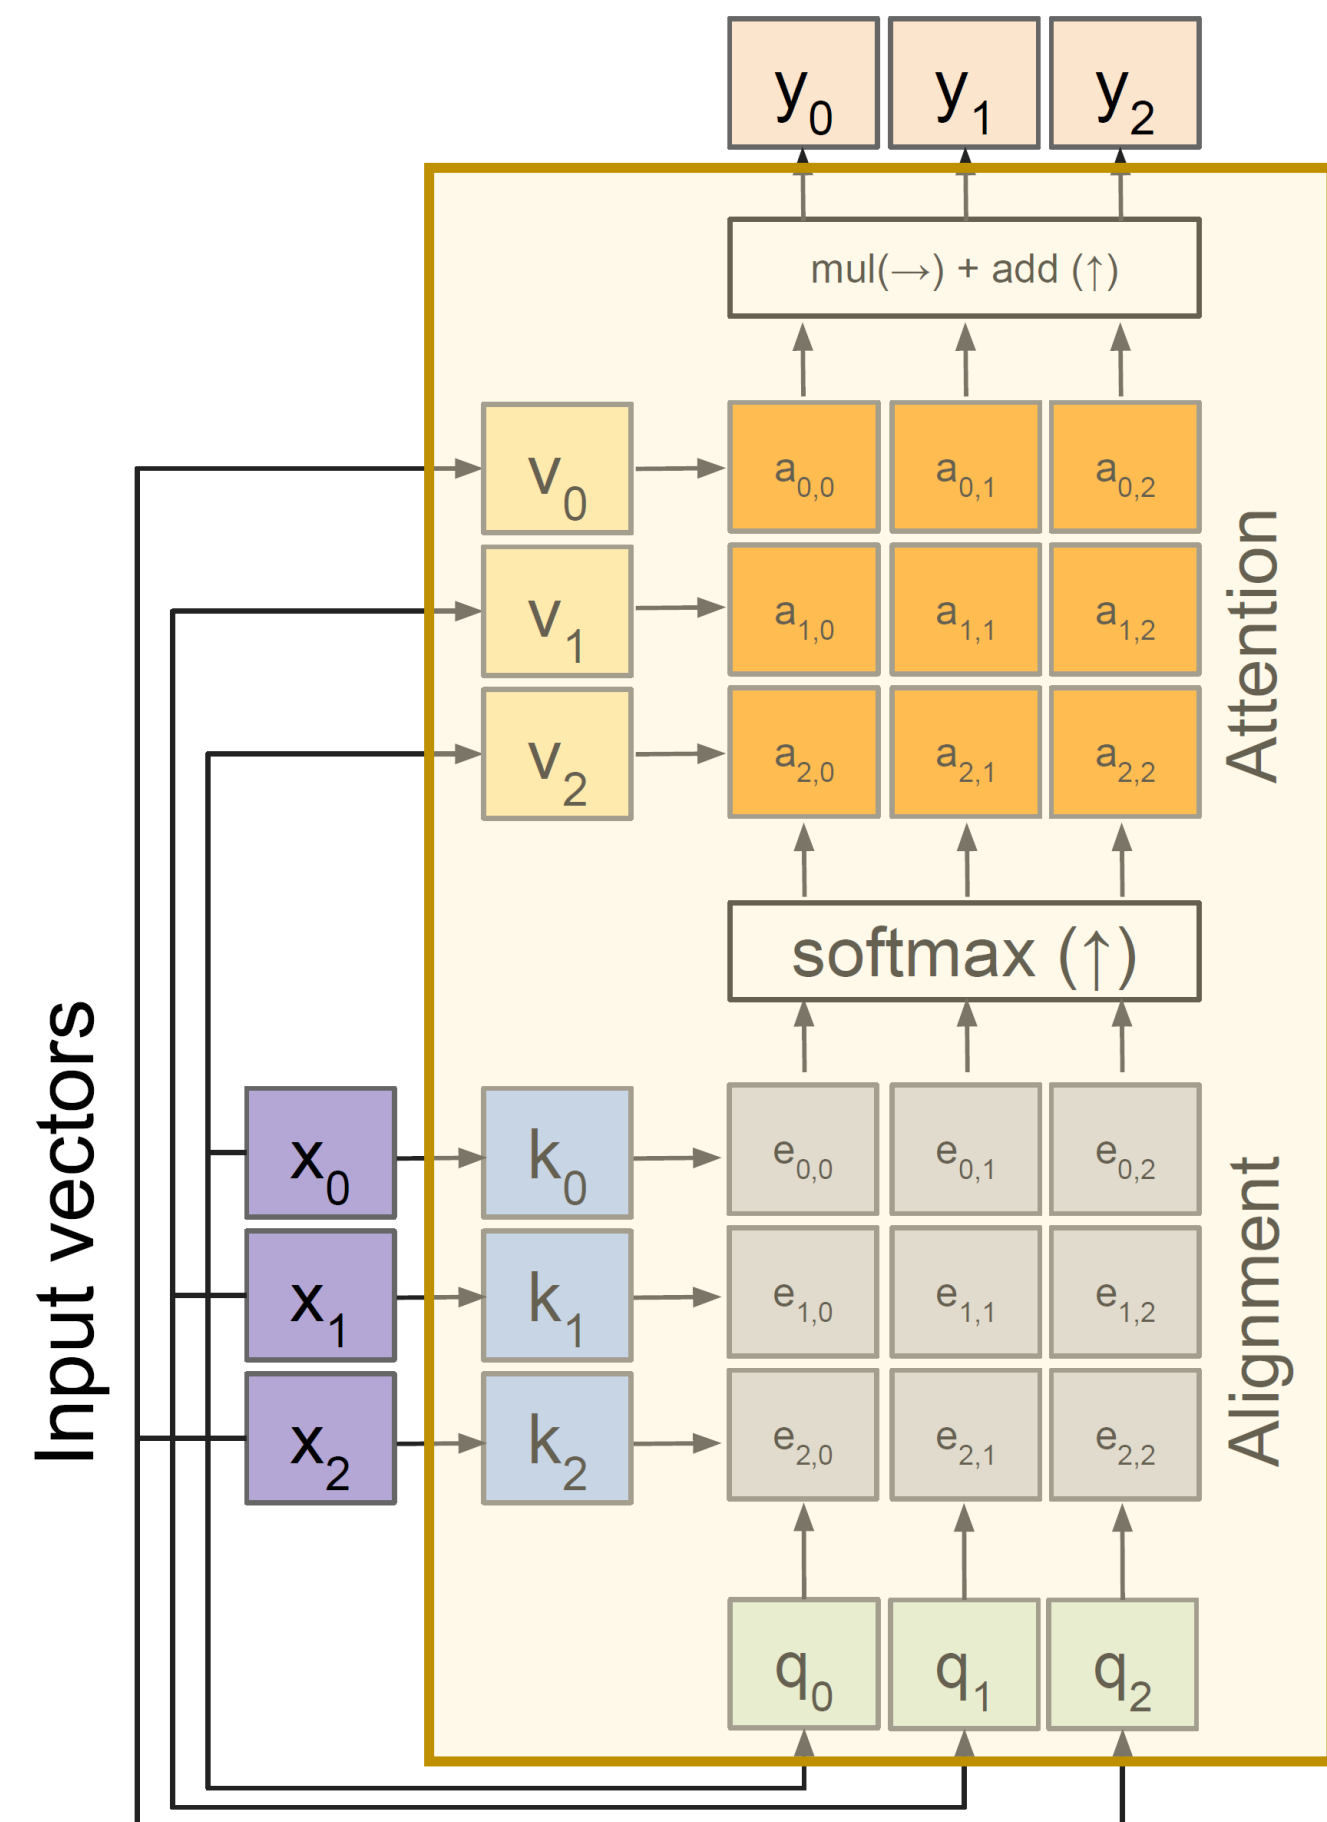 y0 y1 y2
mul(→) + add (↑)
v0 a0,0 a0,1 a0,2
v1 a1,0 a1,1 a1,2
v2 a2,0 a2,1 a2,2
Attention
softmax (↑)
Input vectors
x0 k0 e0,0 e0,1 e0,2
x1 k1 e1,0 e1,1 e1,2
x2 k2 e2,0 e2,1 e2,2
Alignment
q0 q1 q2